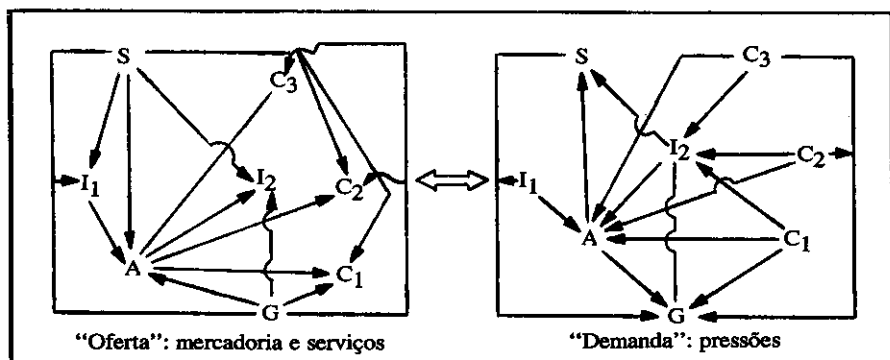 S
C3
I1
I2
C2
A
C1
G
"Oferta": mercadoria e serviços
S
C3
I2
C2
I1
A
C1
G
"Demanda": pressões